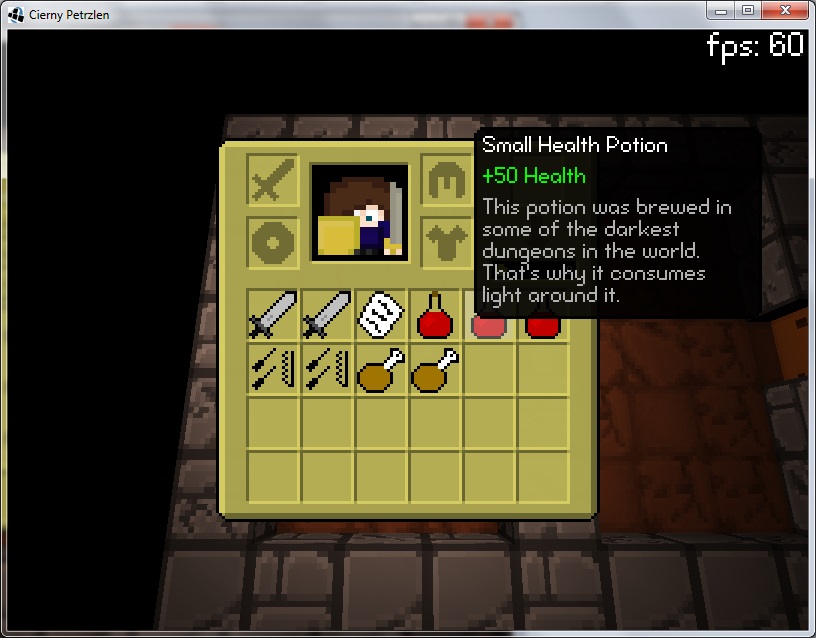 Cierny Petrzlen
fps: 60
Small Health Potion
+50 Health
This potion was brewed in
some of the darkest
dungeons in the world.
That's why it consumes
light around it.